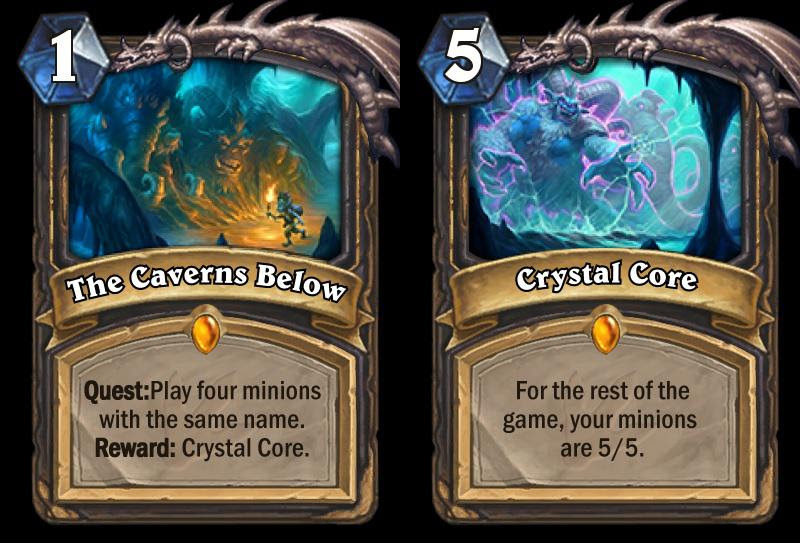 1
The Caverns Below
Quest:Play four minions
with the same name.
Reward: Crystal Core.
5
Crystal Core
For the rest of the
game, your minions
are 5/5.